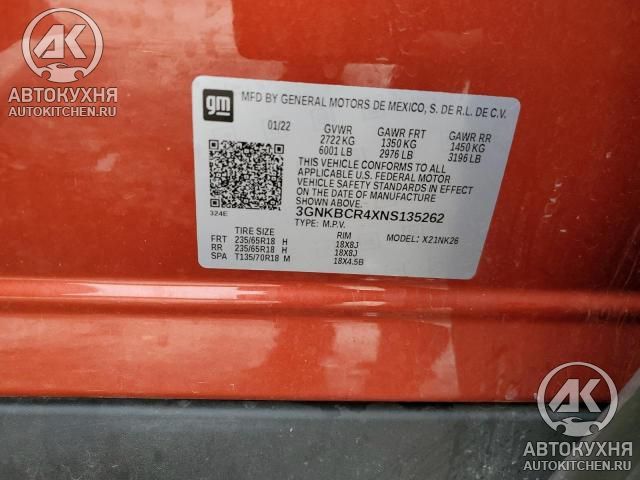 АК
АВТОКУХНЯ
AUTOKITCHEN.RU
gm
MFD BY GENERAL MOTORS DE MEXICO, S. DE R.L. DE C.V.
01/22 GVWR GAWR FRT GAWR RR
2722 KG 1350 KG 1450 KG
6001 LB 2976 LB 3196 LB
THIS VEHICLE CONFORMS TO ALL
APPLICABLE U.S. FEDERAL MOTOR
VEHICLE SAFETY STANDARDS IN EFFECT
ON THE DATE OF MANUFACTURE
SHOWN ABOVE.
324E 3GNKBCR4XNS135262
TYPE: M.P.V. MODEL: X21NK26
TIRE SIZE RIM
FRT 235/65R18 H 18X8J
RR 235/65R18 H 18X8J
SPA T135/70R18 M 18X4.5B
АК
АВТОКУХНЯ
AUTOKITCHEN.RU